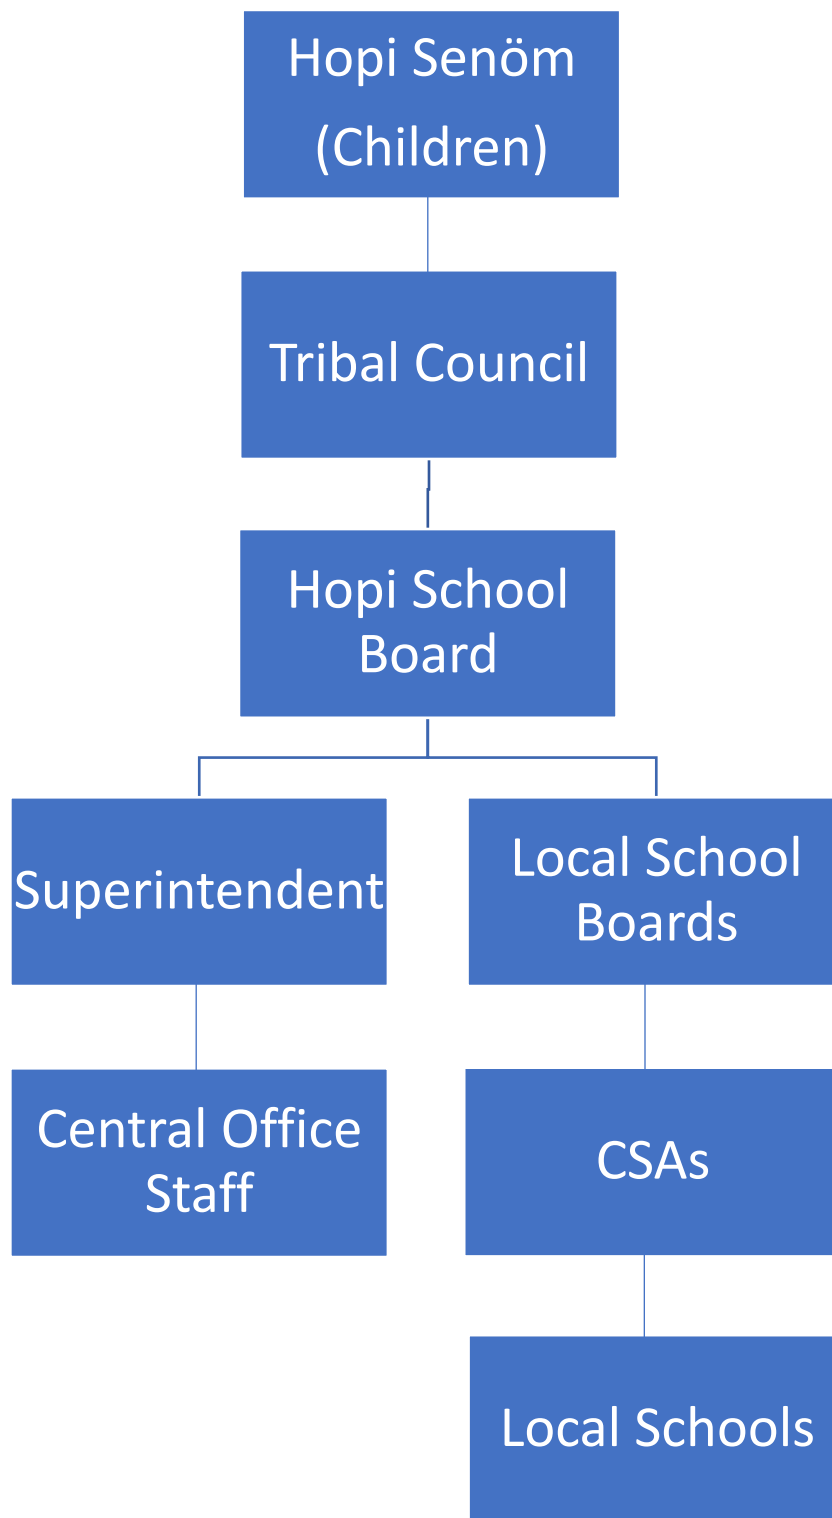 Hopi Senöm
(Children)
Tribal Council
Hopi School
Board
Superintendent
Local School
Boards
Central Office
Staff
CSAs
Local Schools